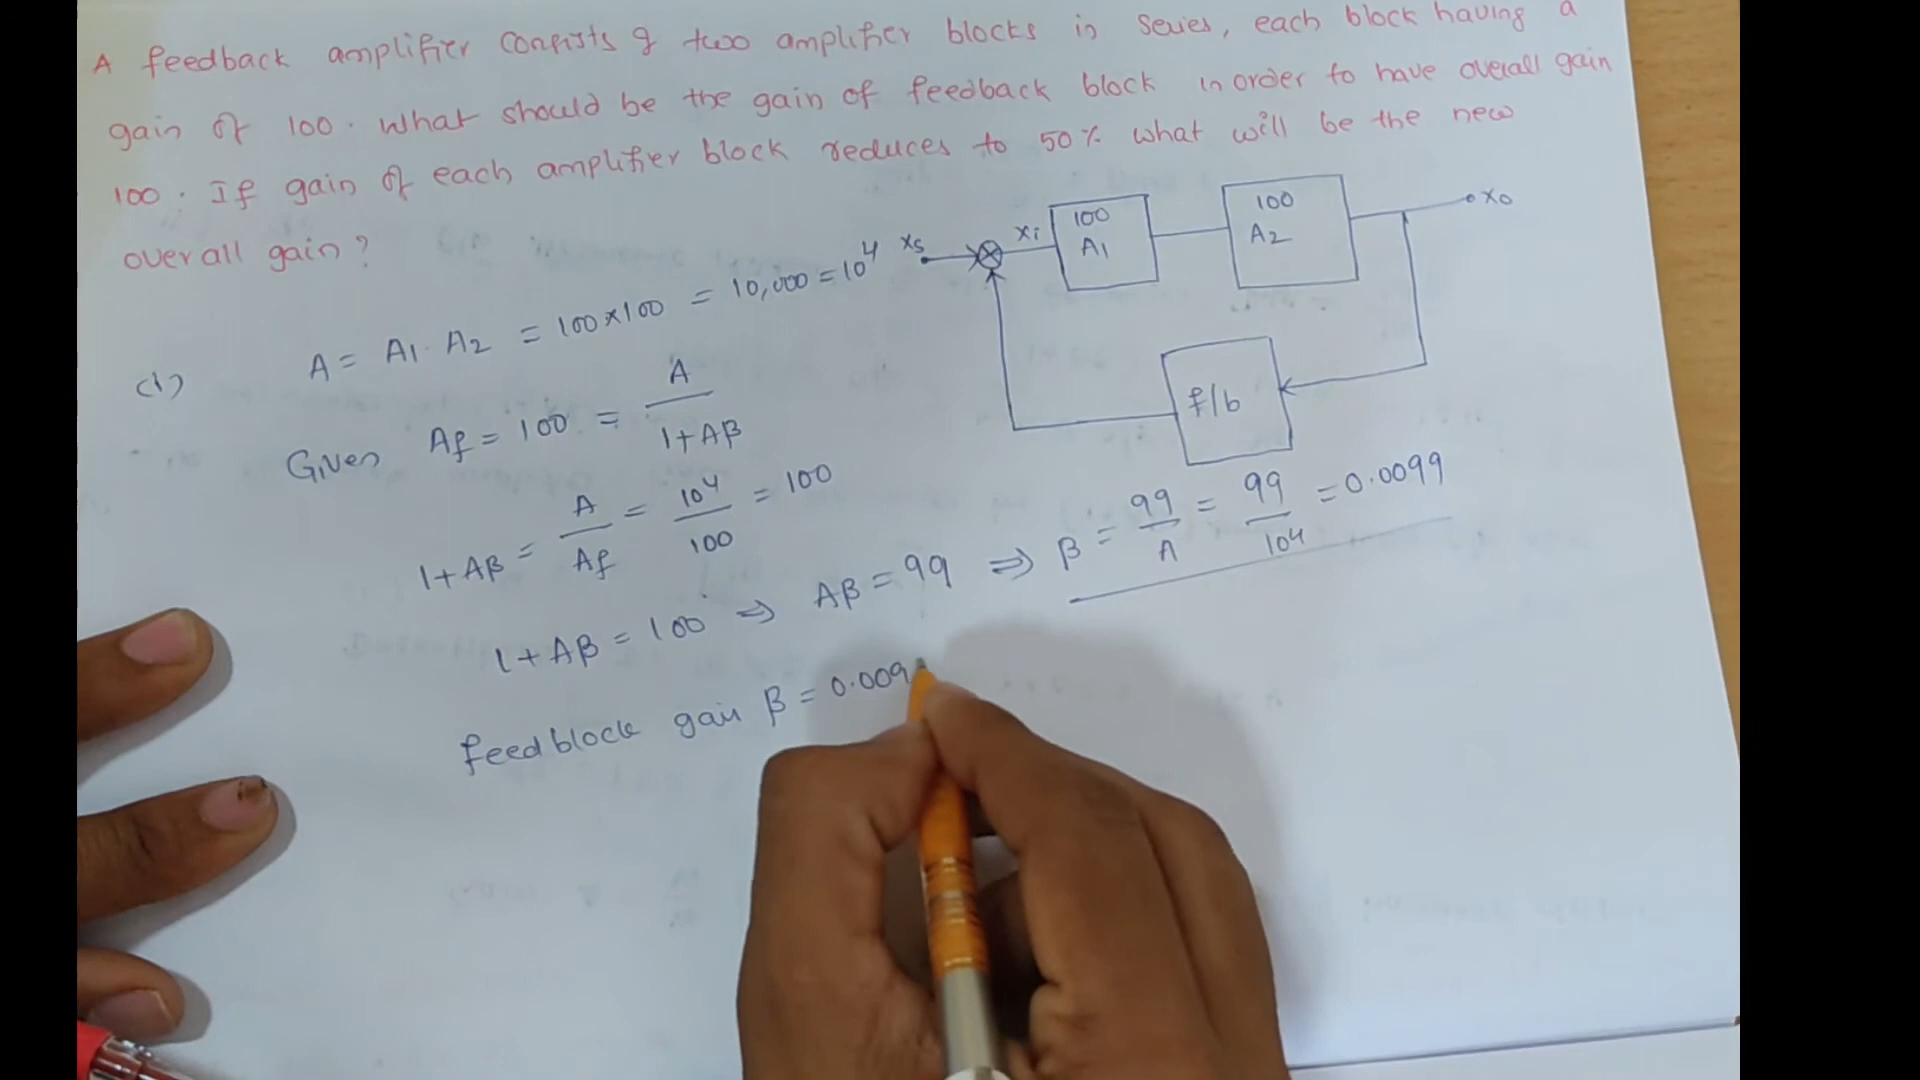 A feedback amplifier consists of two amplifier blocks in series, each block having a
gain of 100. What should be the gain of feedback block in order to have overall gain
100. If gain of each amplifier block reduces to 50% what will be the new
overall gain?
Xs Xi 100 A1 100 A2 Xo
f/b
(i) A = A1. A2 = 100×100 = 10,000 = 10^4
Given Af = 100 = A / 1+Aβ
1+Aβ = A / Af = 10^4 / 100 = 100
1+Aβ = 100 ⇒ Aβ = 99 ⇒ β = 99 / A = 99 / 10^4 = 0.0099
feedblock gain β = 0.009